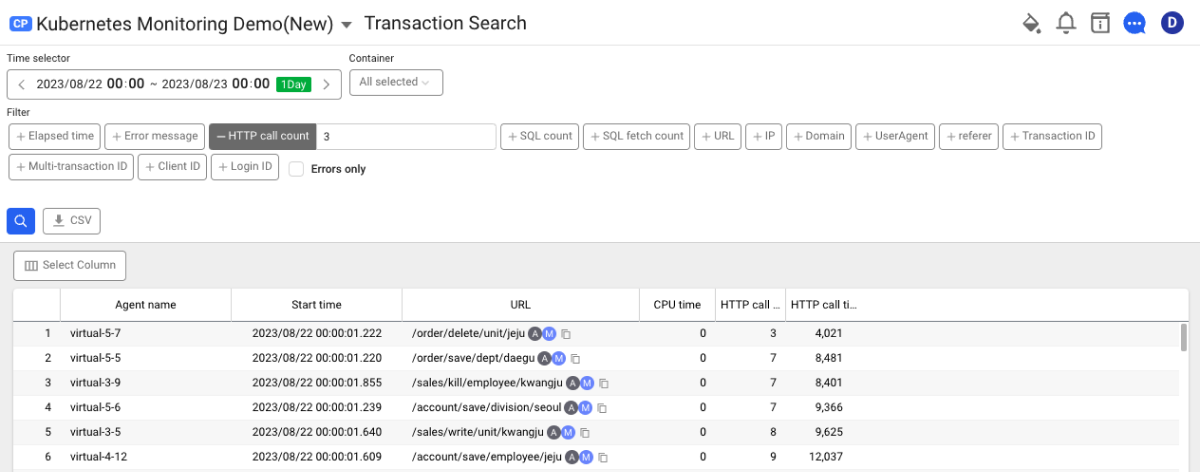 CP Kubernetes Monitoring Demo(New) Transaction Search D
Time selector Container
2023/08/22 00:00 ~ 2023/08/23 00:00 1Day All selected
Filter
+ Elapsed time + Error message − HTTP call count 3 + SQL count + SQL fetch count + URL + IP + Domain + UserAgent + referer + Transaction ID
+ Multi-transaction ID + Client ID + Login ID Errors only
CSV
Select Column
Agent name Start time URL CPU time HTTP call ... HTTP call ti...
1 virtual-5-7 2023/08/22 00:00:01.222 /order/delete/unit/jeju A M 0 3 4,021
2 virtual-5-5 2023/08/22 00:00:01.220 /order/save/dept/daegu A M 0 7 8,481
3 virtual-3-9 2023/08/22 00:00:01.855 /sales/kill/employee/kwangju A M 0 7 8,401
4 virtual-5-6 2023/08/22 00:00:01.239 /account/save/division/seoul A M 0 7 9,366
5 virtual-3-5 2023/08/22 00:00:01.640 /sales/write/unit/kwangju A M 0 8 9,625
6 virtual-4-12 2023/08/22 00:00:01.609 /account/save/employee/jeju A M 0 9 12,037